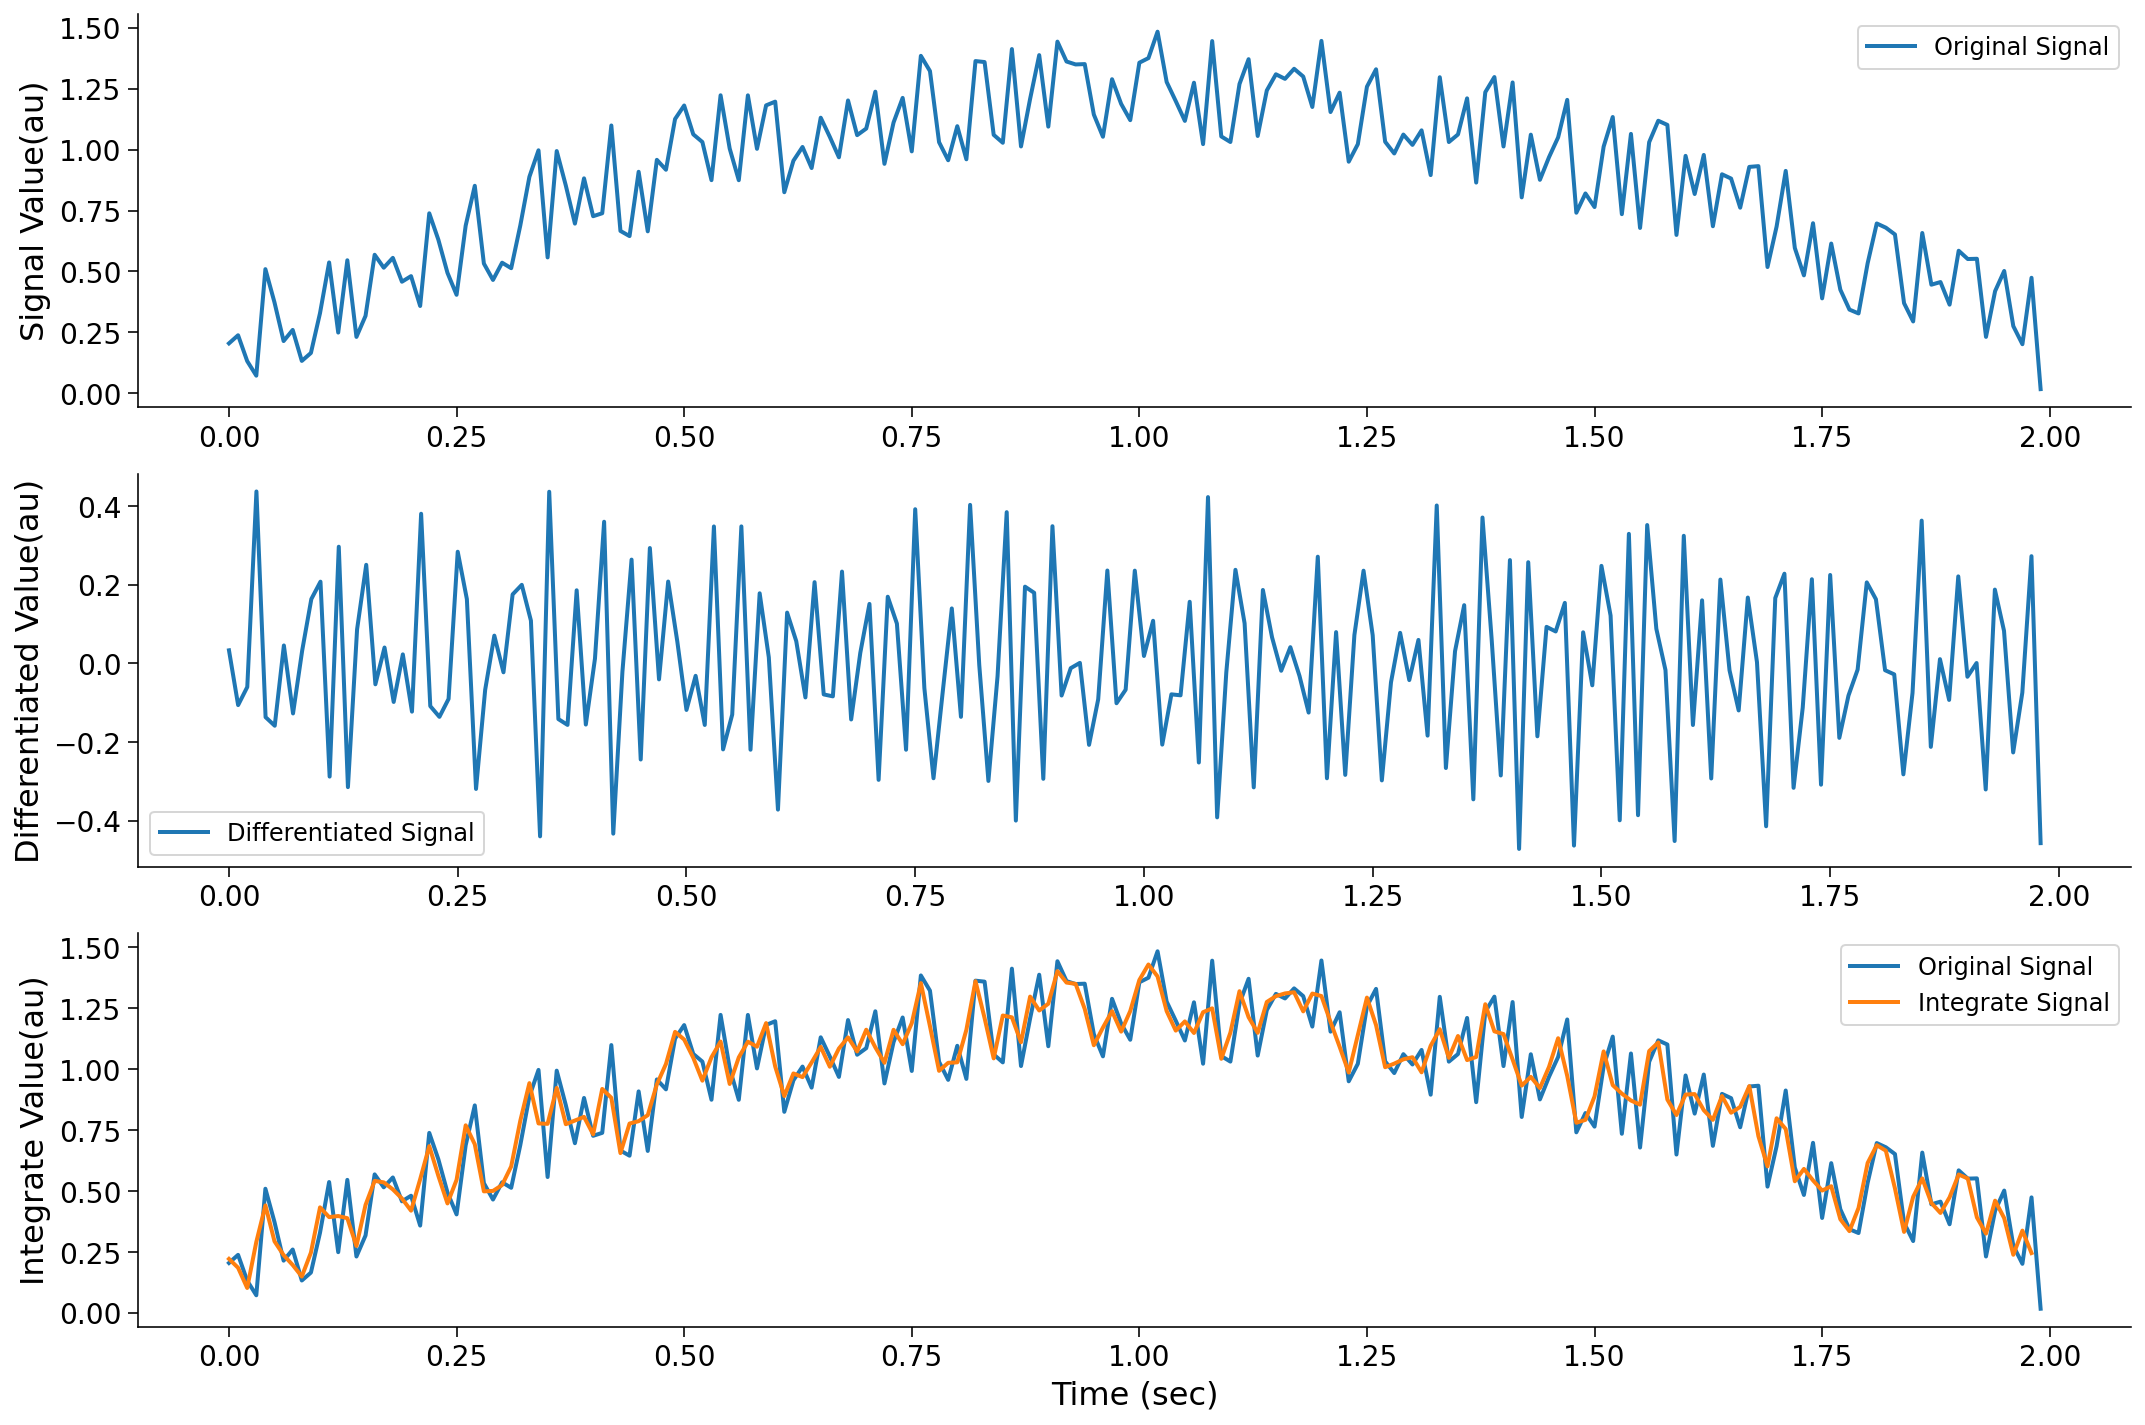 Signal Value(au)
1.50
1.25
1.00
0.75
0.50
0.25
0.00
Original Signal
0.00 0.25 0.50 0.75 1.00 1.25 1.50 1.75 2.00
Differentiated Value(au)
0.4
0.2
0.0
−0.2
−0.4
Differentiated Signal
0.00 0.25 0.50 0.75 1.00 1.25 1.50 1.75 2.00
Integrate Value(au)
1.50
1.25
1.00
0.75
0.50
0.25
0.00
Original Signal
Integrate Signal
0.00 0.25 0.50 0.75 1.00 1.25 1.50 1.75 2.00
Time (sec)